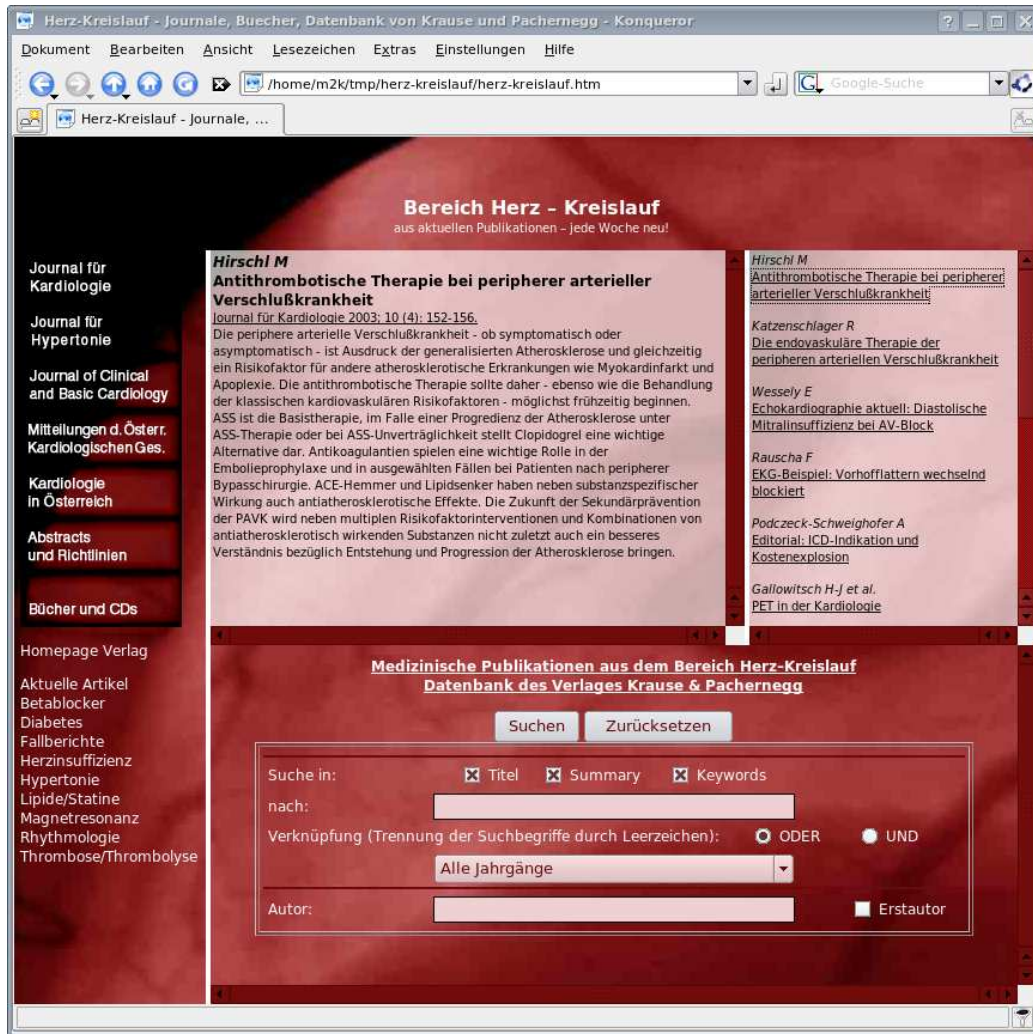 Herz-Kreislauf - Journale, Buecher, Datenbank von Krause und Pachernegg - Konqueror
Dokument Bearbeiten Ansicht Lesezeichen Extras Einstellungen Hilfe
/home/m2k/tmp/herz-kreislauf/herz-kreislauf.htm
Google-Suche
Herz-Kreislauf - Journale, ...
Bereich Herz – Kreislauf
aus aktuellen Publikationen – jede Woche neu!
Journal für
Kardiologie
Journal für
Hypertonie
Journal of Clinical
and Basic Cardiology
Mitteilungen d. Österr.
Kardiologischen Ges.
Kardiologie
in Österreich
Abstracts
und Richtlinien
Bücher und CDs
Homepage Verlag
Aktuelle Artikel
Betablocker
Diabetes
Fallberichte
Herzinsuffizienz
Hypertonie
Lipide/Statine
Magnetresonanz
Rhythmologie
Thrombose/Thrombolyse
Hirschl M
Antithrombotische Therapie bei peripherer arterieller
Verschlußkrankheit
Journal für Kardiologie 2003; 10 (4): 152-156.
Die periphere arterielle Verschlußkrankheit - ob symptomatisch oder
asymptomatisch - ist Ausdruck der generalisierten Atherosklerose und gleichzeitig
ein Risikofaktor für andere atherosklerotische Erkrankungen wie Myokardinfarkt und
Apoplexie. Die antithrombotische Therapie sollte daher - ebenso wie die Behandlung
der klassischen kardiovaskulären Risikofaktoren - möglichst frühzeitig beginnen.
ASS ist die Basistherapie, im Falle einer Progredienz der Atherosklerose unter
ASS-Therapie oder bei ASS-Unverträglichkeit stellt Clopidogrel eine wichtige
Alternative dar. Antikoagulantien spielen eine wichtige Rolle in der
Embolieprophylaxe und in ausgewählten Fällen bei Patienten nach peripherer
Bypasschirurgie. ACE-Hemmer und Lipidsenker haben neben substanzspezifischer
Wirkung auch antiatherosklerotische Effekte. Die Zukunft der Sekundärprävention
der PAVK wird neben multiplen Risikofaktorinterventionen und Kombinationen von
antiatherosklerotisch wirkenden Substanzen nicht zuletzt auch ein besseres
Verständnis bezüglich Entstehung und Progression der Atherosklerose bringen.
Hirschl M
Antithrombotische Therapie bei peripherer
arterieller Verschlußkrankheit
Katzenschlager R
Die endovaskuläre Therapie der
peripheren arteriellen Verschlußkrankheit
Wessely E
Echokardiographie aktuell: Diastolische
Mitralinsuffizienz bei AV-Block
Rauscha F
EKG-Beispiel: Vorhofflattern wechselnd
blockiert
Podczeck-Schweighofer A
Editorial: ICD-Indikation und
Kostenexplosion
Gallowitsch H-J et al.
PET in der Kardiologie
Medizinische Publikationen aus dem Bereich Herz-Kreislauf
Datenbank des Verlages Krause & Pachernegg
Suchen Zurücksetzen
Suche in: Titel Summary Keywords
nach:
Verknüpfung (Trennung der Suchbegriffe durch Leerzeichen): ODER UND
Alle Jahrgänge
Autor: Erstautor